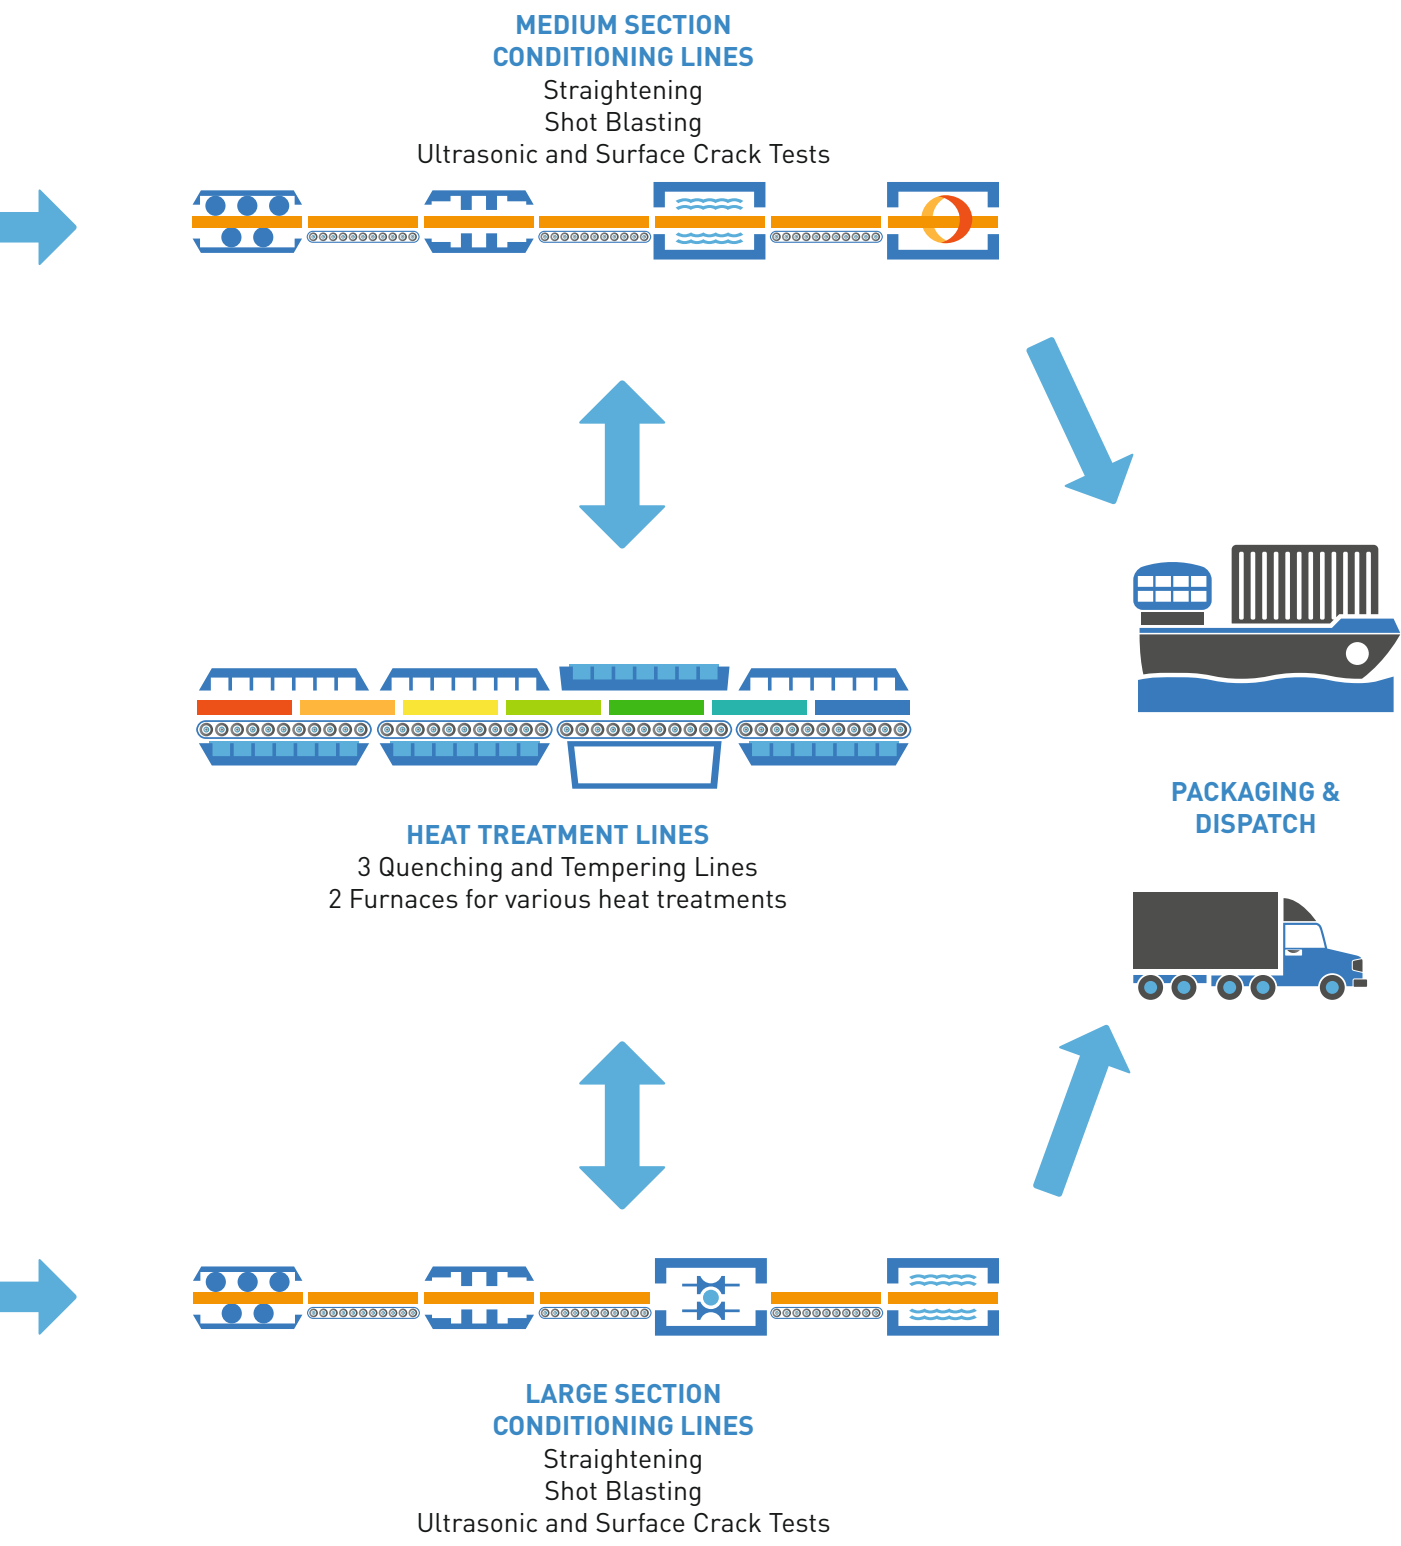 MEDIUM SECTION
CONDITIONING LINES
Straightening
Shot Blasting
Ultrasonic and Surface Crack Tests
HEAT TREATMENT LINES
3 Quenching and Tempering Lines
2 Furnaces for various heat treatments
PACKAGING &
DISPATCH
LARGE SECTION
CONDITIONING LINES
Straightening
Shot Blasting
Ultrasonic and Surface Crack Tests